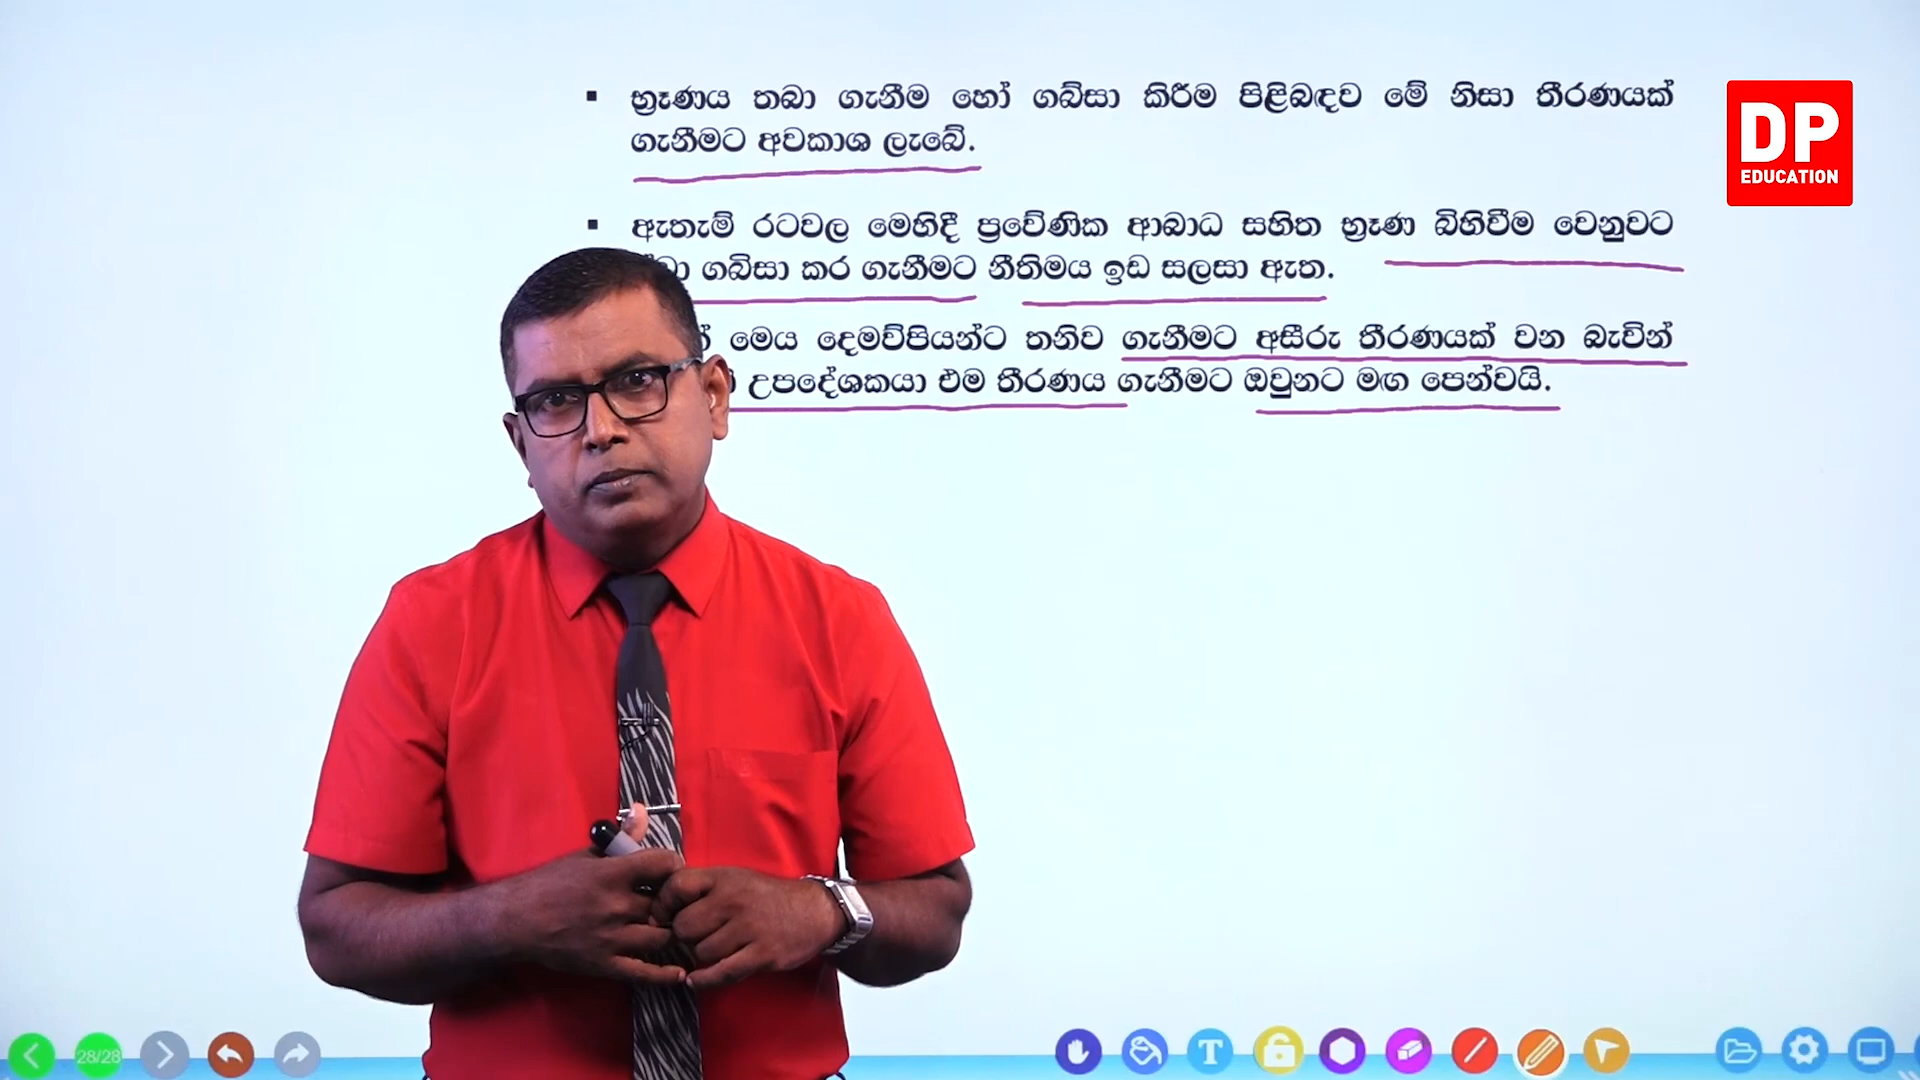 භ්‍රෑණය තබා ගැනීම හෝ ගබ්සා කිරීම පිළිබඳව මේ නිසා තීරණයක්
ගැනීමට අවකාශ ලැබේ.
ඇතැම් රටවල මෙහිදී ප්‍රවේණික ආබාධ සහිත භ්‍රෑණ බිහිවීම වෙනුවට
ගබ්සා කර ගැනීමට නීතිමය ඉඩ සලසා ඇත.
මෙය දෙමව්පියන්ට තනිව ගැනීමට අසීරු තීරණයක් වන බැවින්
උපදේශකයා එම තීරණය ගැනීමට ඔවුනට මඟ පෙන්වයි.
DP
EDUCATION
28/28
T